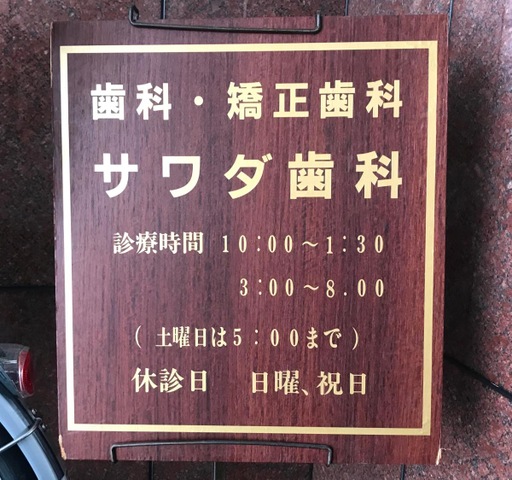 歯科・矯正歯科
サワダ歯科
診療時間 10:00～1:30
3:00～8.00
( 土曜日は5:00まで )
休診日 日曜、祝日